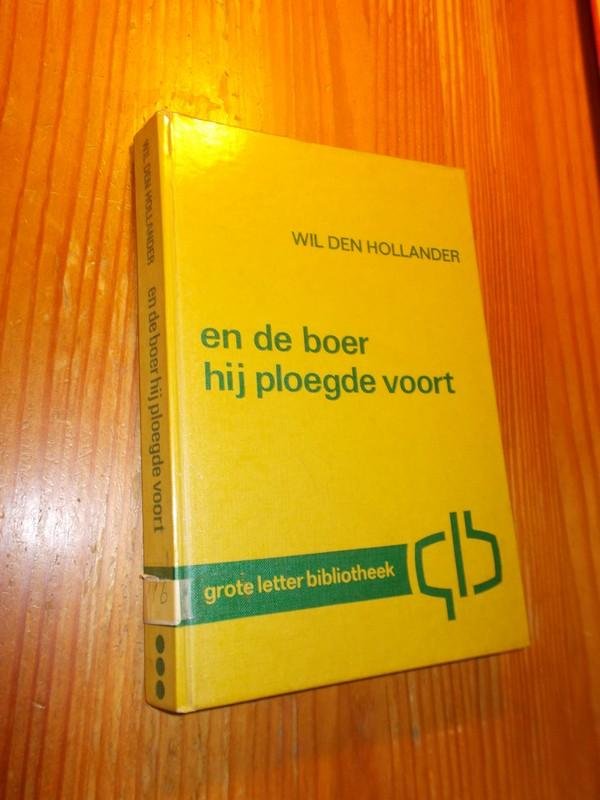 WIL DEN HOLLANDER
en de boer
hij ploegde voort
grote letter bibliotheek
glb
WIL DEN HOLLANDER en de boer hij ploegde voort